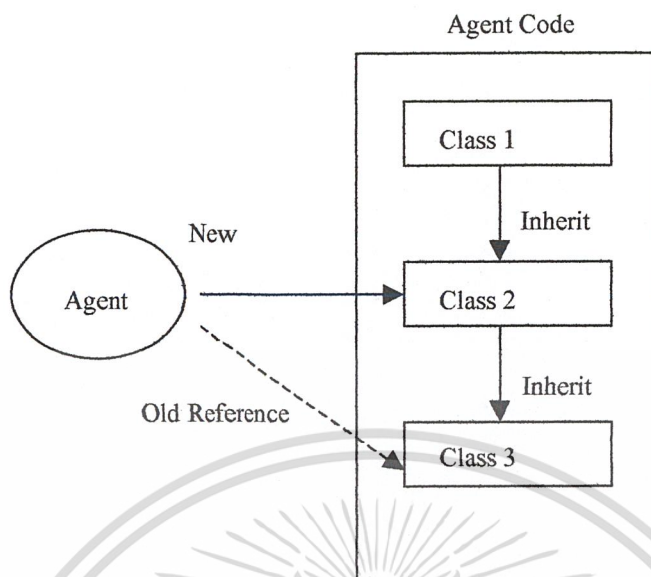 Agent Code
Class 1
Inherit
New
Agent
Class 2
Inherit
Old Reference
Class 3